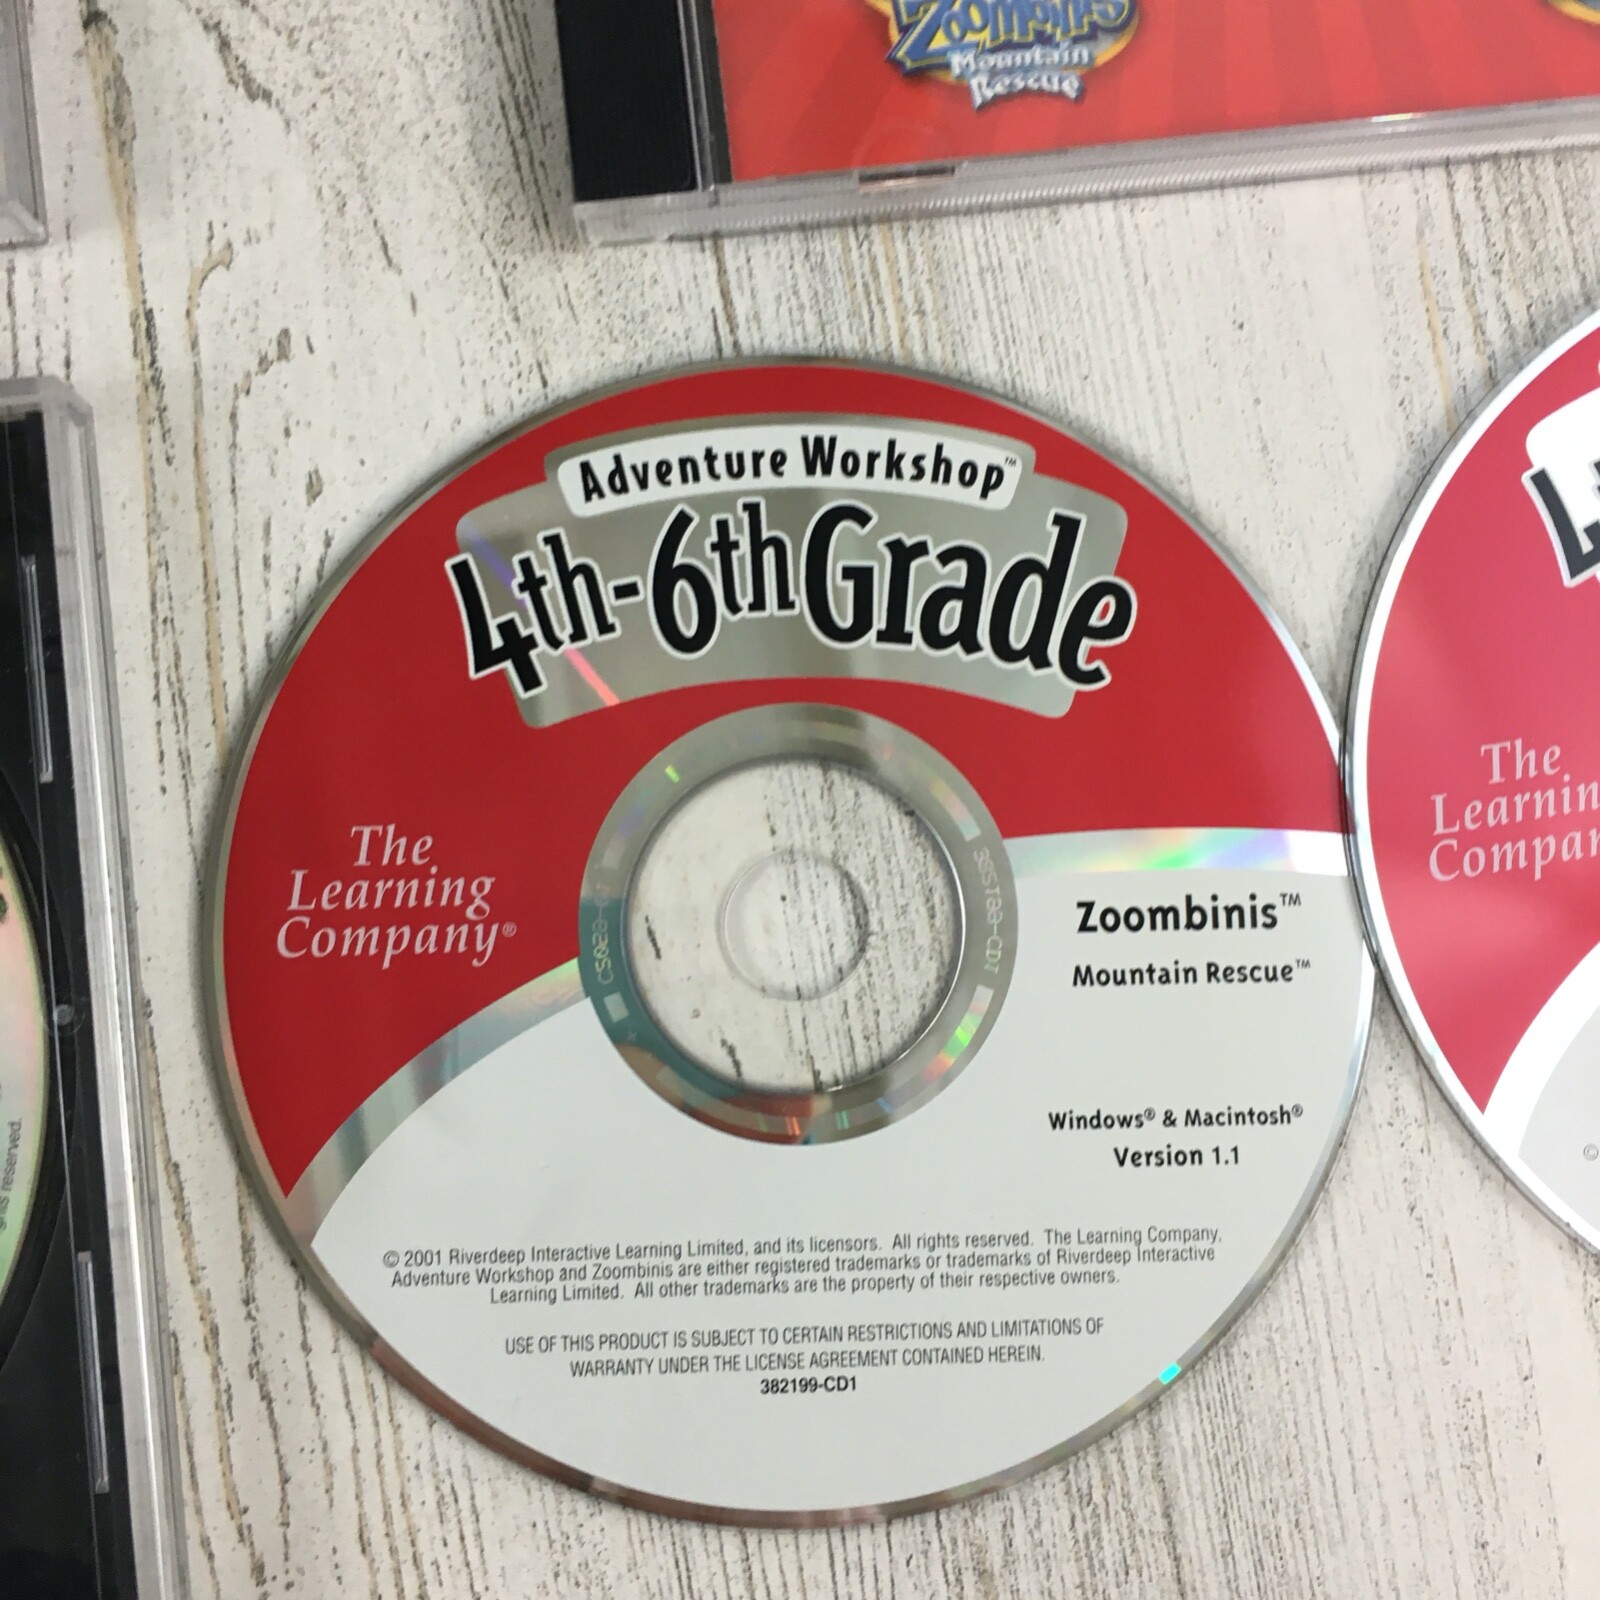 Zoombinis
Mountain
Rescue
Adventure Workshop™
4th-6th Grade
The
Learning
Company®
Zoombinis™
Mountain Rescue™
Windows® & Macintosh®
Version 1.1
© 2001 Riverdeep Interactive Learning Limited, and its licensors. All rights reserved. The Learning Company,
Adventure Workshop and Zoombinis are either registered trademarks or trademarks of Riverdeep Interactive
Learning Limited. All other trademarks are the property of their respective owners.
USE OF THIS PRODUCT IS SUBJECT TO CERTAIN RESTRICTIONS AND LIMITATIONS OF
WARRANTY UNDER THE LICENSE AGREEMENT CONTAINED HEREIN.
382199-CD1
The
Learnin
Compan
©
reserved.